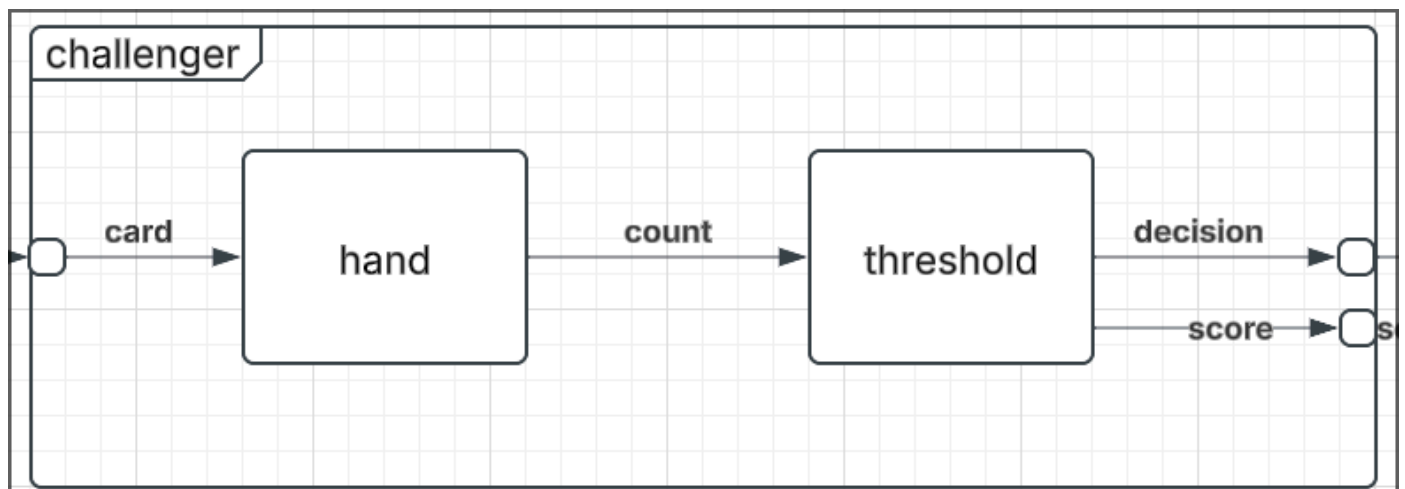 challenger
card
hand
count
threshold
decision
score